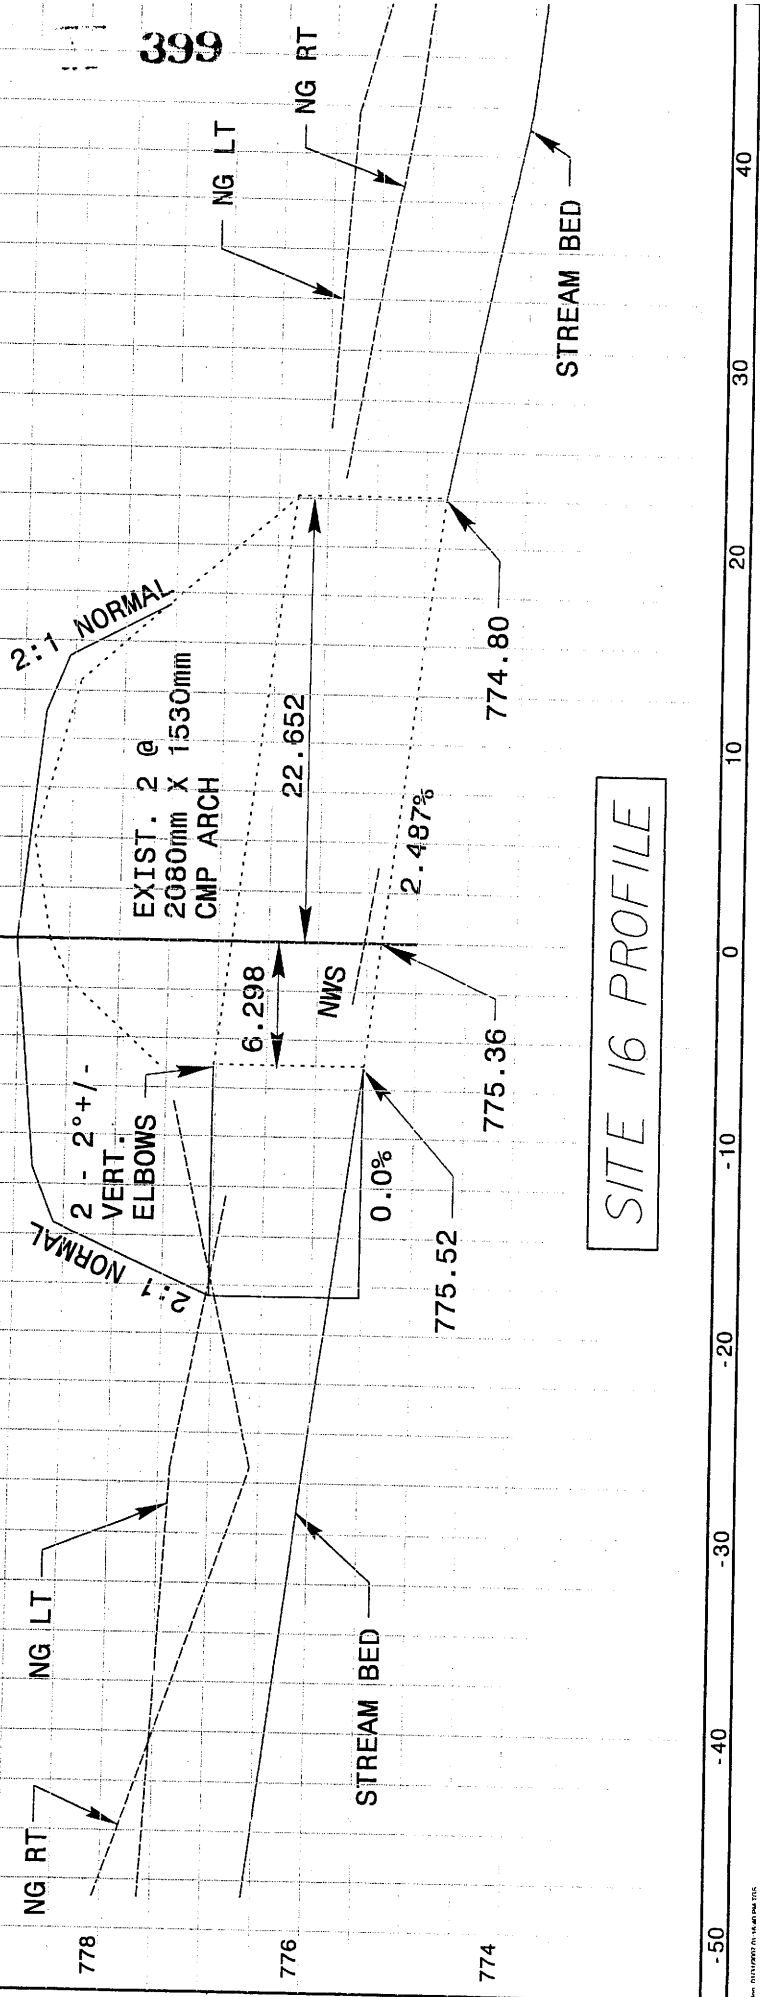 399
NG RT
NG LT
STREAM BED
2:1 NORMAL
EXIST. 2 @
2080mm X 1530mm
CMP ARCH
22.652
774.80
2.487%
6.298
NWS
775.36
2 - 2°+/-
VERT.
ELBOWS
2:1 NORMAL
0.0%
775.52
NG LT
NG RT
STREAM BED
SITE 16 PROFILE
778
776
774
-50
-40
-30
-20
-10
0
10
20
30
40